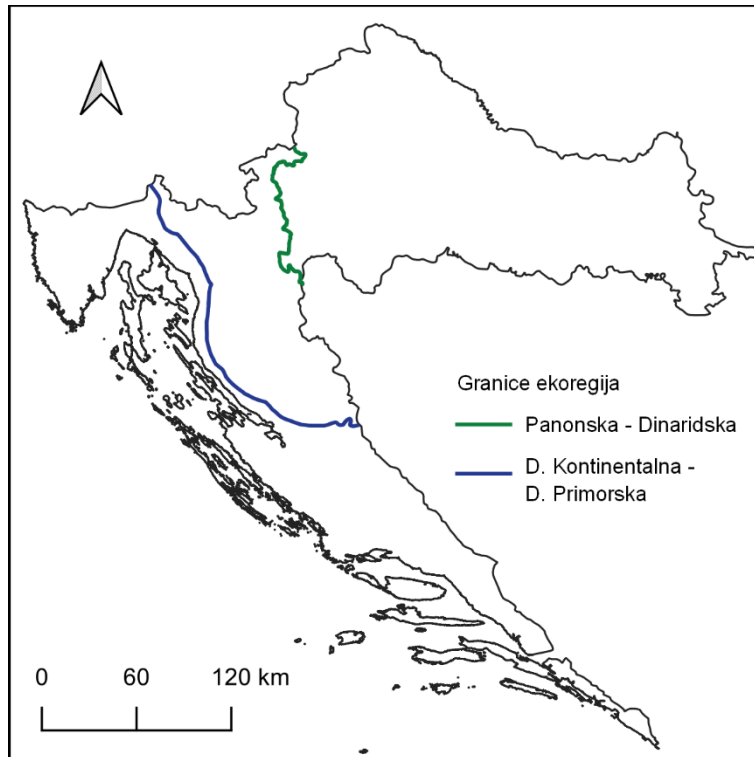 Granice ekoregija
Panonska - Dinaridska
D. Kontinentalna -
D. Primorska
0 60 120 km